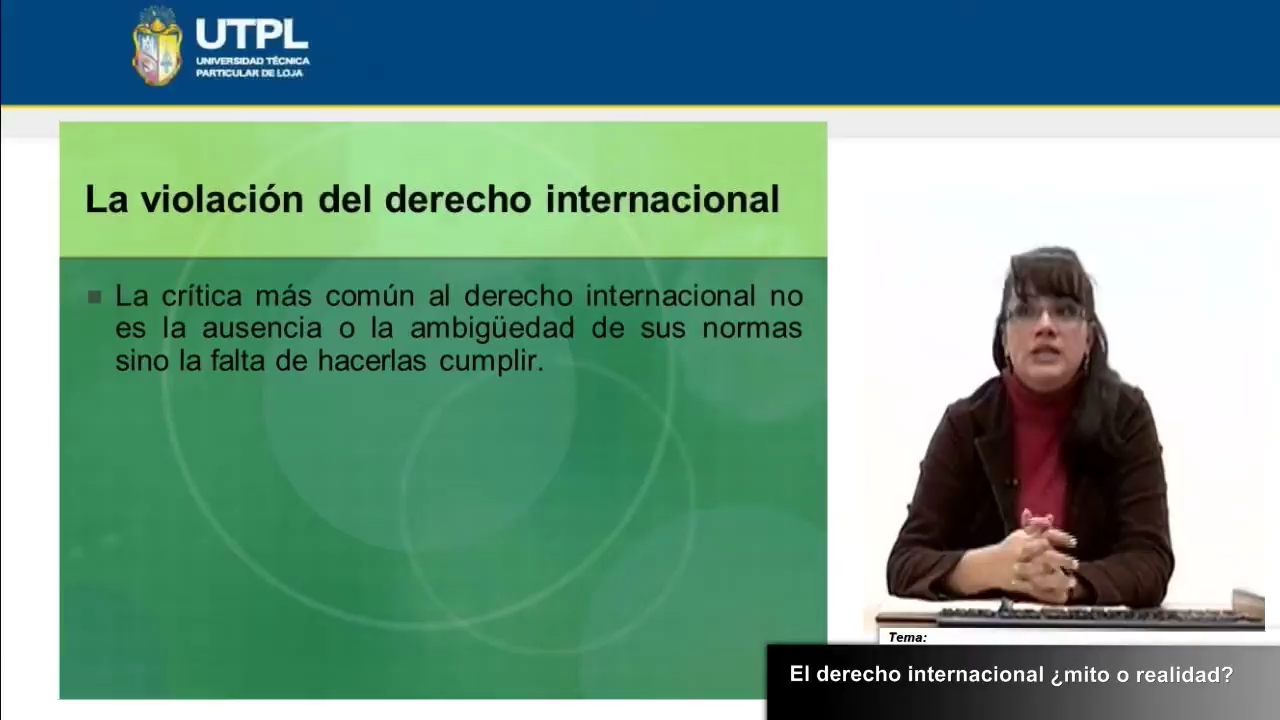 UTPL
UNIVERSIDAD TÉCNICA
PARTICULAR DE LOJA
La violación del derecho internacional
La crítica más común al derecho internacional no
es la ausencia o la ambigüedad de sus normas
sino la falta de hacerlas cumplir.
Tema:
El derecho internacional ¿mito o realidad?